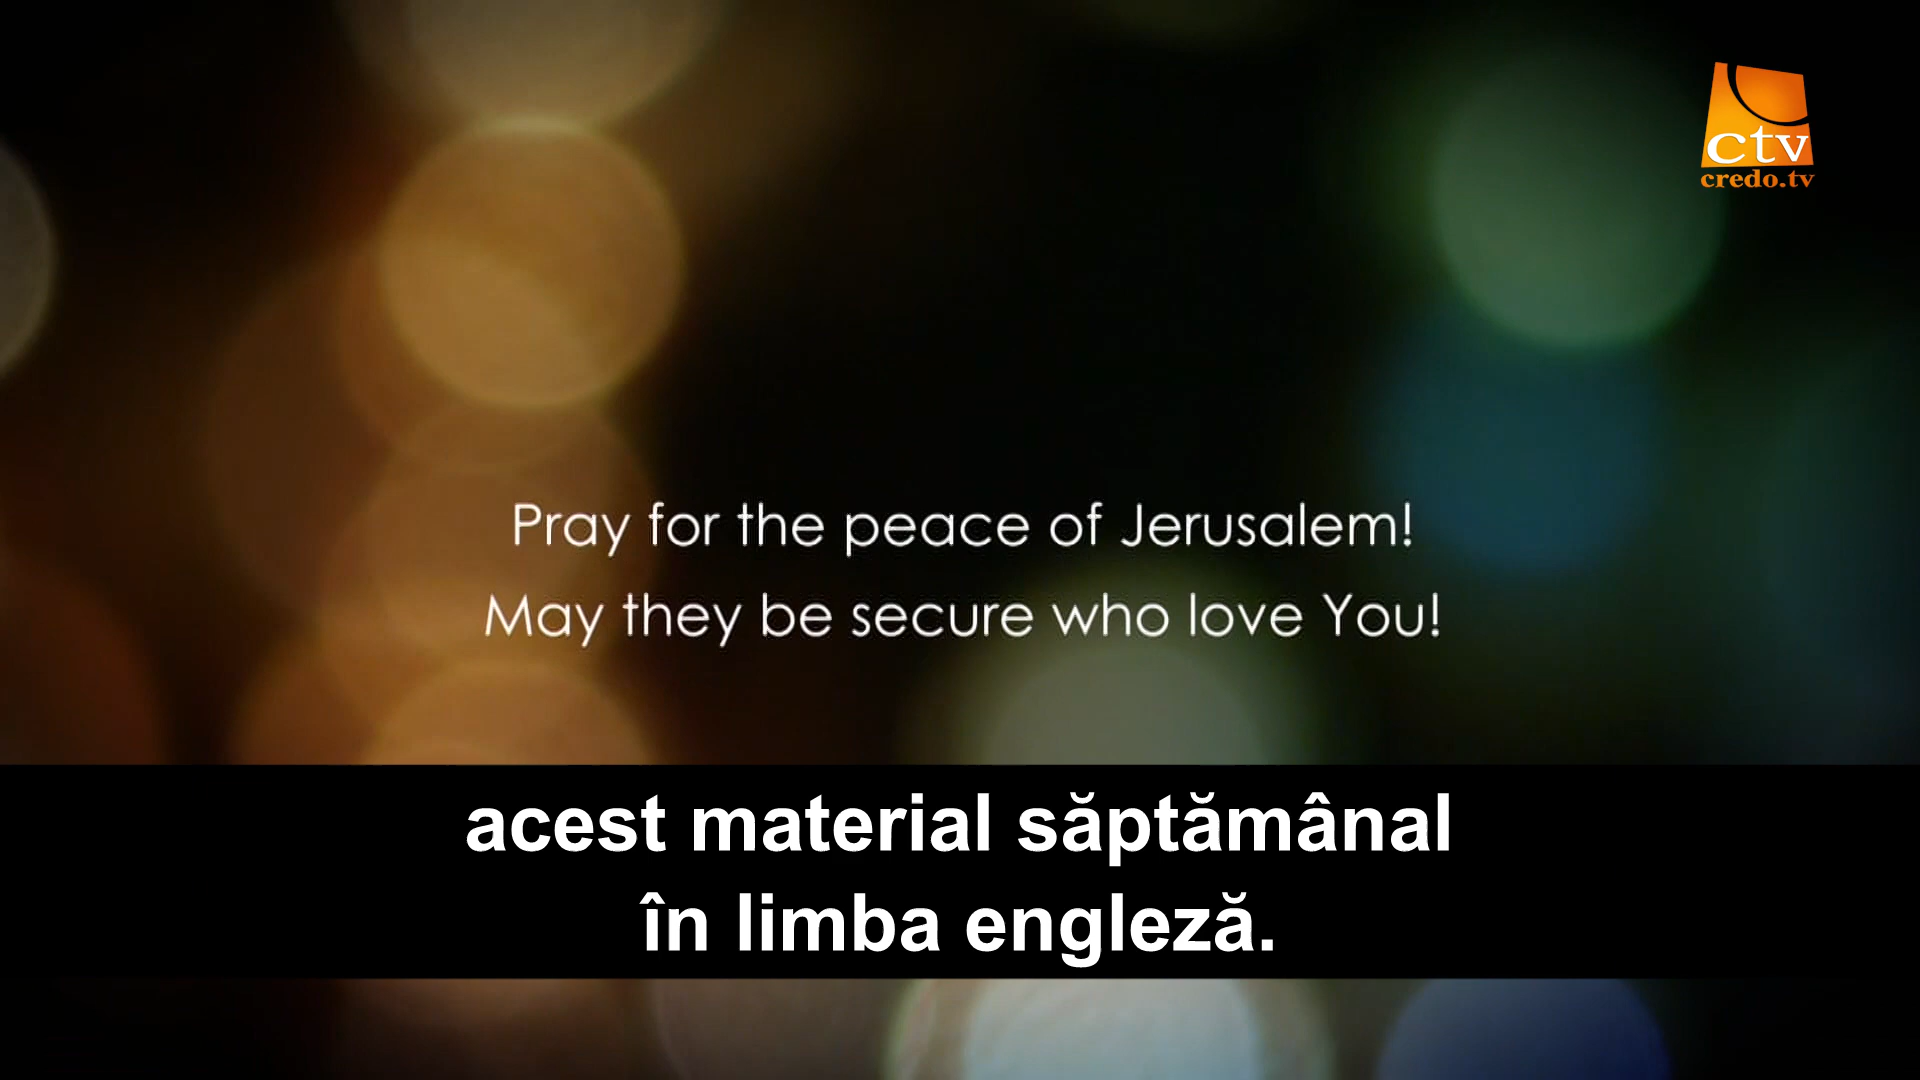 ctv
credo.tv
Pray for the peace of Jerusalem!
May they be secure who love You!
acest material săptămânal
în limba engleză.